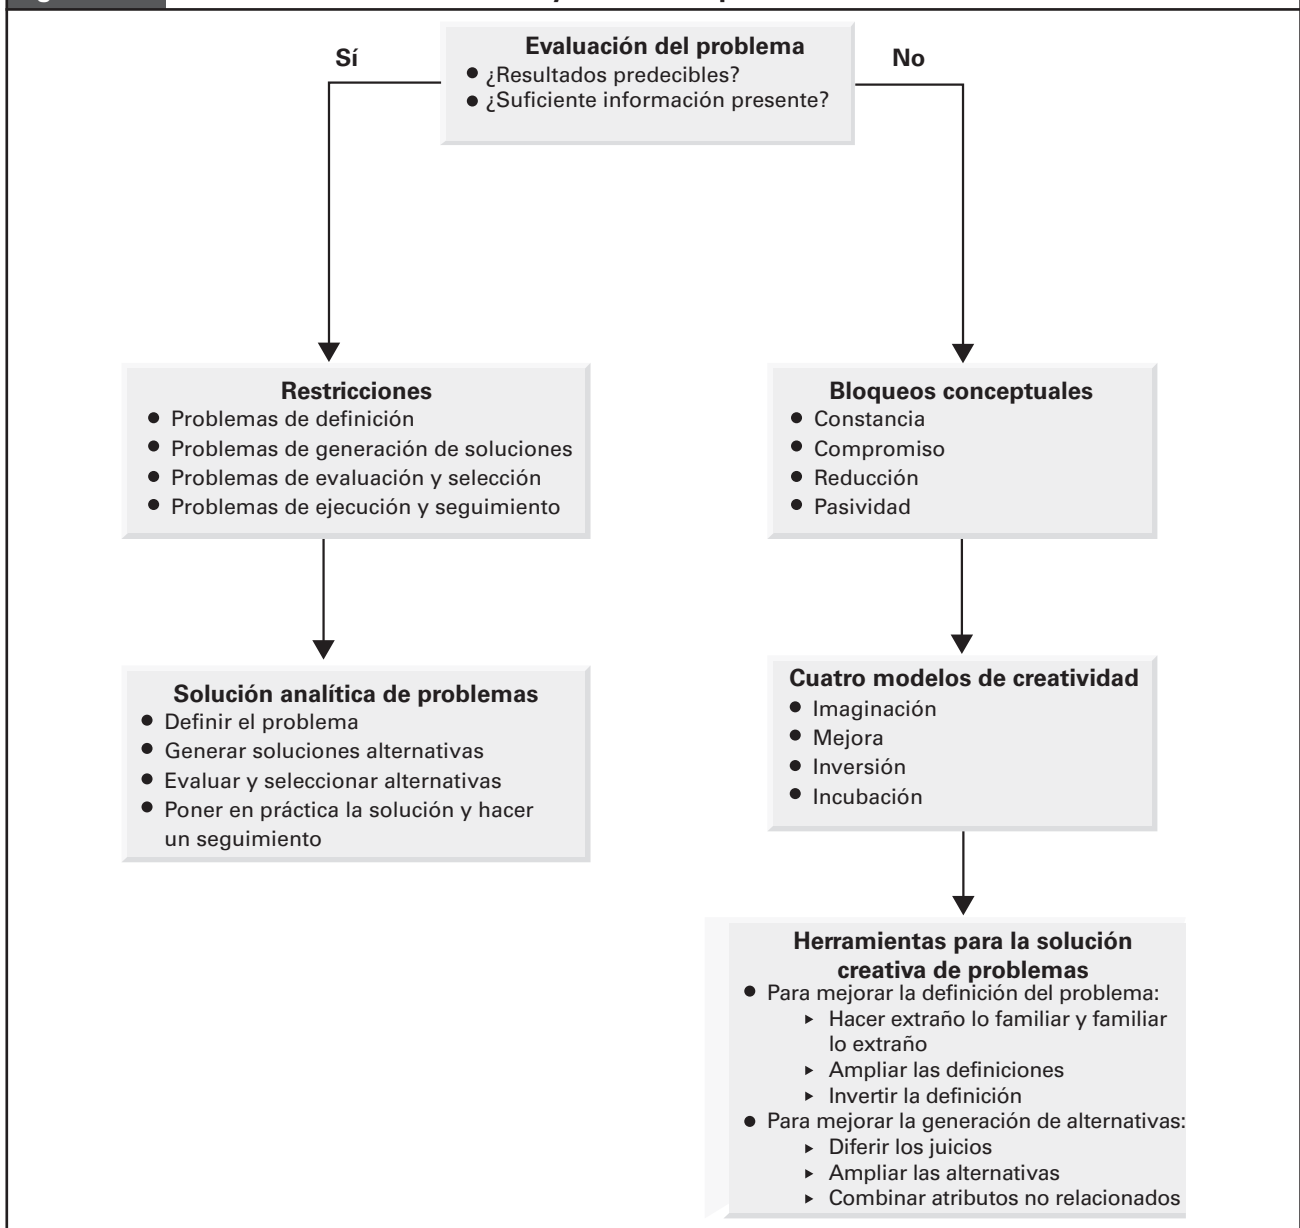 Sí
Evaluación del problema
● ¿Resultados predecibles?
● ¿Suficiente información presente?
No
Restricciones
● Problemas de definición
● Problemas de generación de soluciones
● Problemas de evaluación y selección
● Problemas de ejecución y seguimiento
Solución analítica de problemas
● Definir el problema
● Generar soluciones alternativas
● Evaluar y seleccionar alternativas
● Poner en práctica la solución y hacer
un seguimiento
Bloqueos conceptuales
● Constancia
● Compromiso
● Reducción
● Pasividad
Cuatro modelos de creatividad
● Imaginación
● Mejora
● Inversión
● Incubación
Herramientas para la solución
creativa de problemas
● Para mejorar la definición del problema:
▸ Hacer extraño lo familiar y familiar
lo extraño
▸ Ampliar las definiciones
▸ Invertir la definición
● Para mejorar la generación de alternativas:
▸ Diferir los juicios
▸ Ampliar las alternativas
▸ Combinar atributos no relacionados